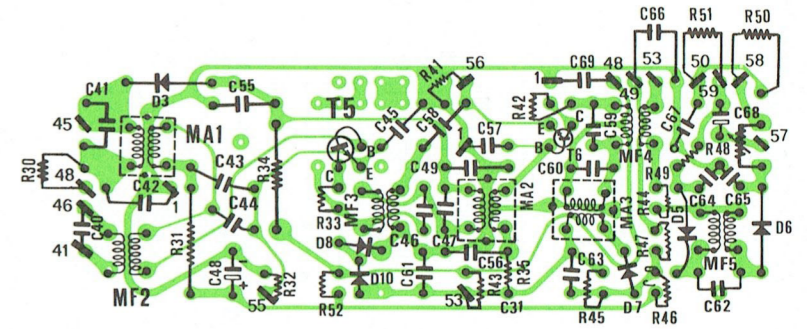 C66 R51 R50
C41 D3 C55 R41 56 1 C69 48 53 50 58
T5 C45 C58 R42 C 49 59
45 MA1 1 C57 E C59 C67 C68 57
R30 C43 R34 B C49 B T6 MF4 R48
48 C42 1 C E MA2 C60 R49
46 C44 R33 MF3 MA3 R44 C64 C65
C40 R31 D8 C46 C47 R47 D5 D6
41 C48 - C56 MF5
MF2 + R32 D10 C61 R43 R35 C63
55 R52 53 C31 R45 D7 R46 C62